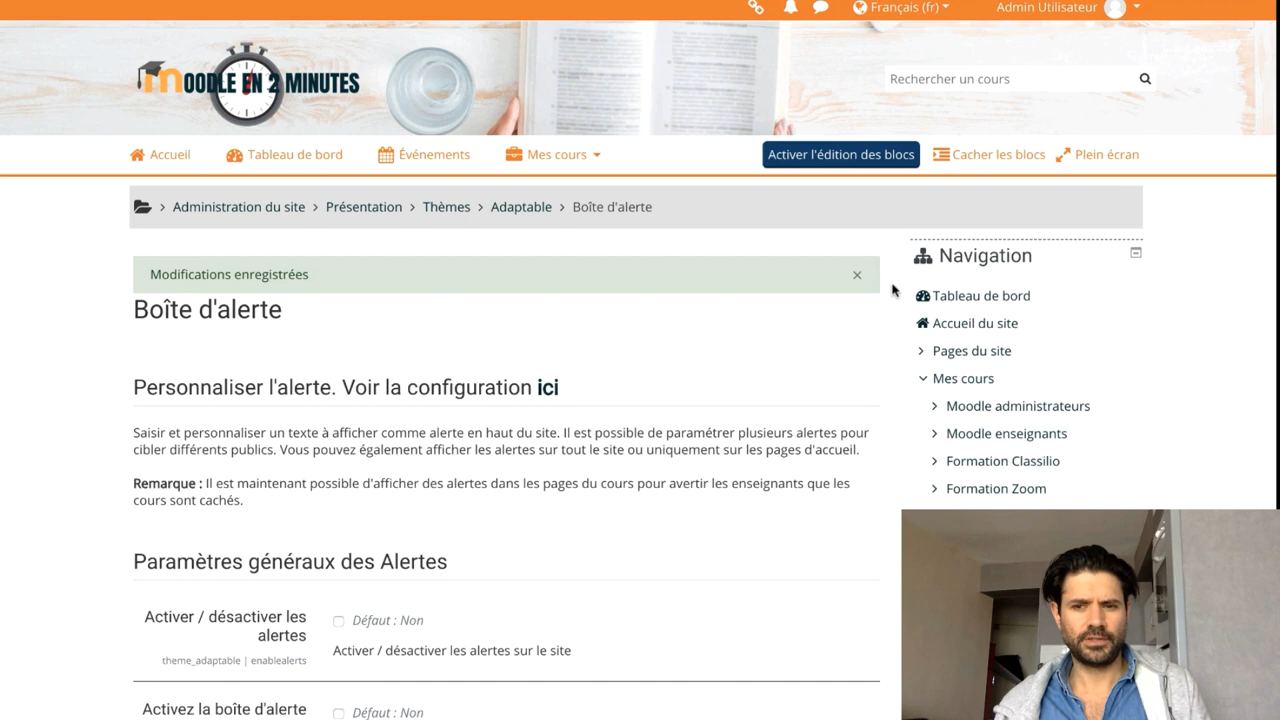 Français (fr)
Admin Utilisateur
MOODLE EN 2 MINUTES
Rechercher un cours
Accueil
Tableau de bord
Événements
Mes cours
Activer l'édition des blocs
Cacher les blocs
Plein écran
Administration du site
Présentation
Thèmes
Adaptable
Boîte d'alerte
Modifications enregistrées
×
Boîte d'alerte
Personnaliser l'alerte. Voir la configuration ici
Saisir et personnaliser un texte à afficher comme alerte en haut du site. Il est possible de paramétrer plusieurs alertes pour
cibler différents publics. Vous pouvez également afficher les alertes sur tout le site ou uniquement sur les pages d'accueil.
Remarque : Il est maintenant possible d'afficher des alertes dans les pages du cours pour avertir les enseignants que les
cours sont cachés.
Paramètres généraux des Alertes
Activer / désactiver les
alertes
theme_adaptable | enablealerts
Défaut : Non
Activer / désactiver les alertes sur le site
Activez la boîte d'alerte
Défaut : Non
Navigation
Tableau de bord
Accueil du site
Pages du site
Mes cours
Moodle administrateurs
Moodle enseignants
Formation Classilio
Formation Zoom